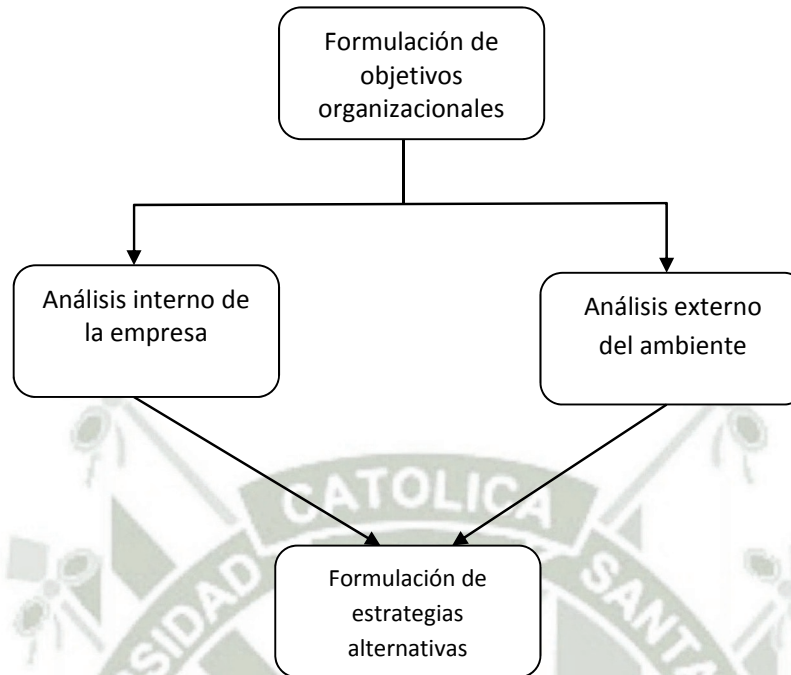 Formulación de
objetivos
organizacionales
Análisis interno de
la empresa
Análisis externo
del ambiente
CATOLICA
SANTA
Formulación de
estrategias
alternativas